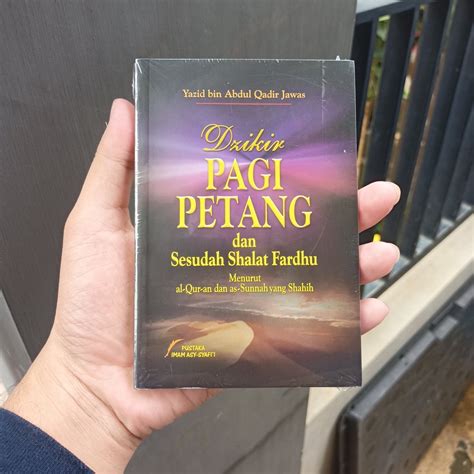 Yazid bin Abdul Qadir Jawas
Dzikir
PAGI
PETANG
dan
Sesudah Shalat Fardhu
Menurut
al-Qur-an dan as-Sunnah yang Shahih
PUSTAKA
IMAM ASY-SYAFI'I